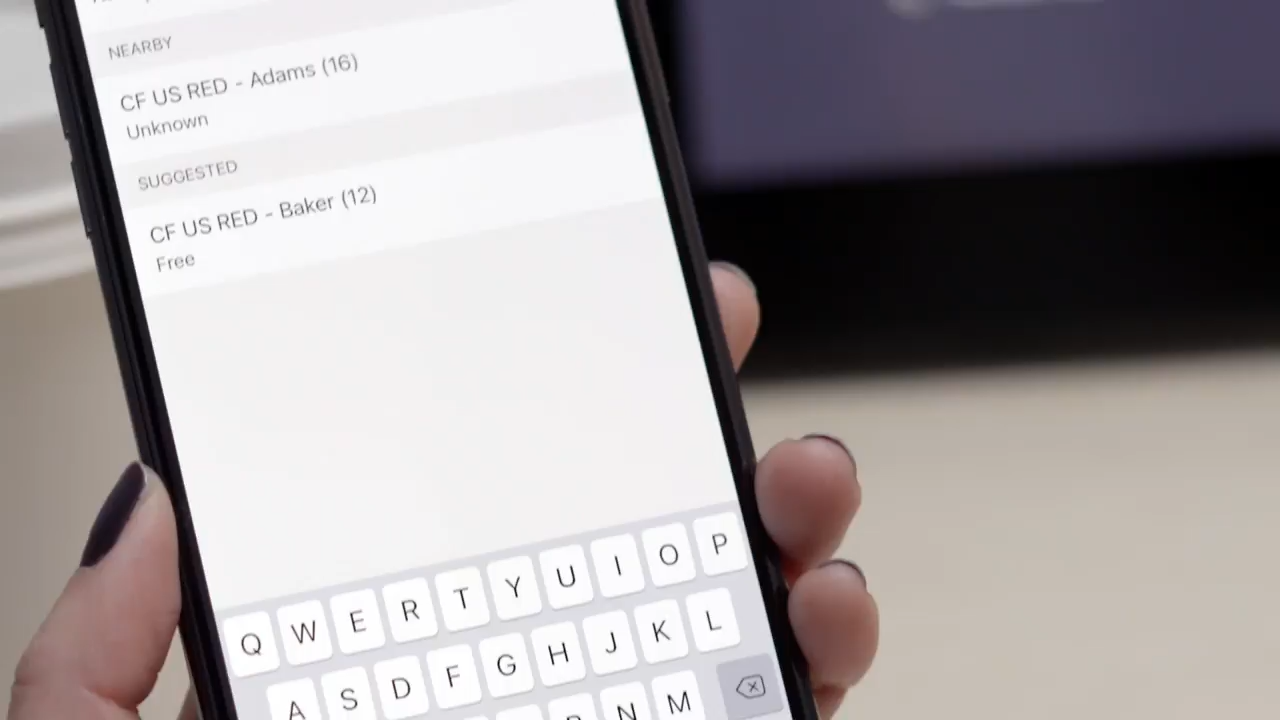 NEARBY
CF US RED - Adams (16)
Unknown
SUGGESTED
CF US RED - Baker (12)
Free
Q W E R T Y U I O P
A S D F G H J K L
N M